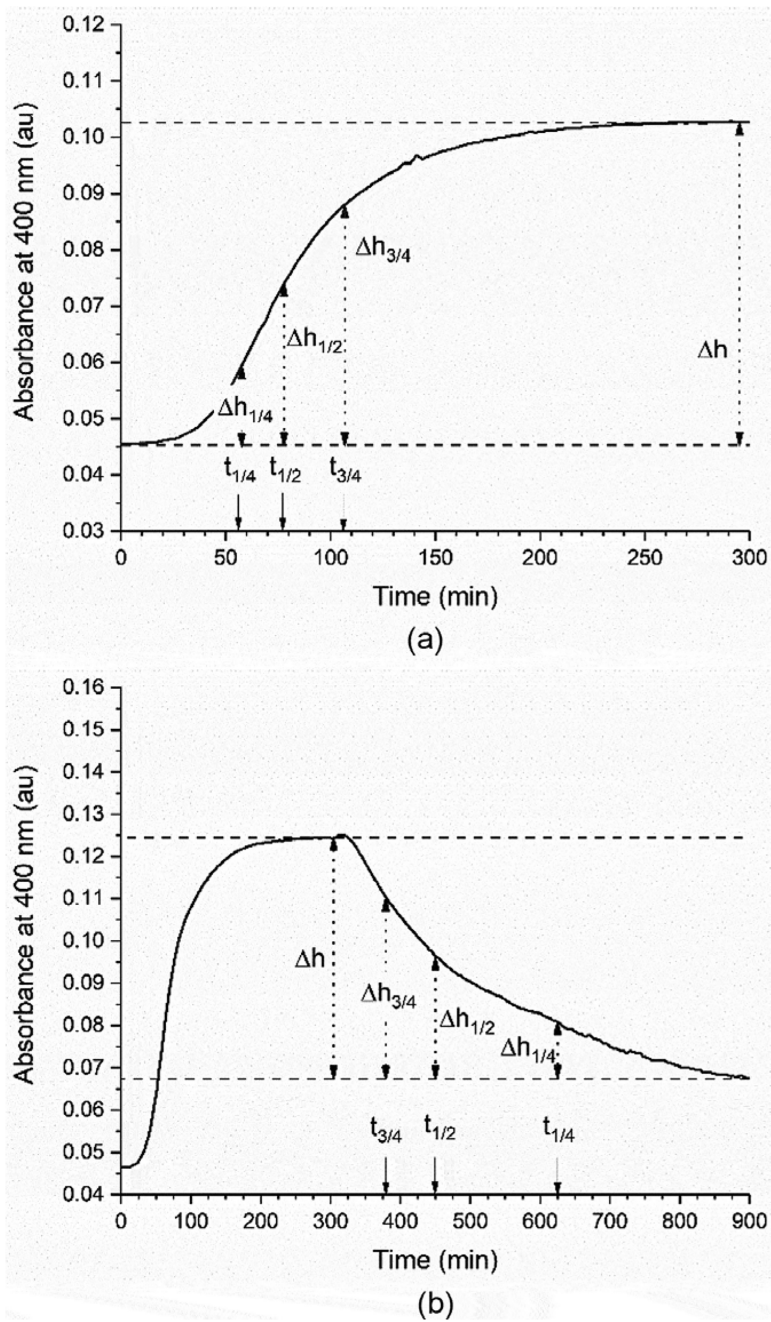 0.12
0.11
0.10
0.09
0.08
0.07
0.06
0.05
0.04
0.03
Absorbance at 400 nm (au)
Δh3/4
Δh1/2
Δh
Δh1/4
t1/4 t1/2 t3/4
0 50 100 150 200 250 300
Time (min)
(a)
0.16
0.15
0.14
0.13
0.12
0.11
0.10
0.09
0.08
0.07
0.06
0.05
0.04
Absorbance at 400 nm (au)
Δh
Δh3/4
Δh1/2
Δh1/4
t3/4 t1/2 t1/4
0 100 200 300 400 500 600 700 800 900
Time (min)
(b)